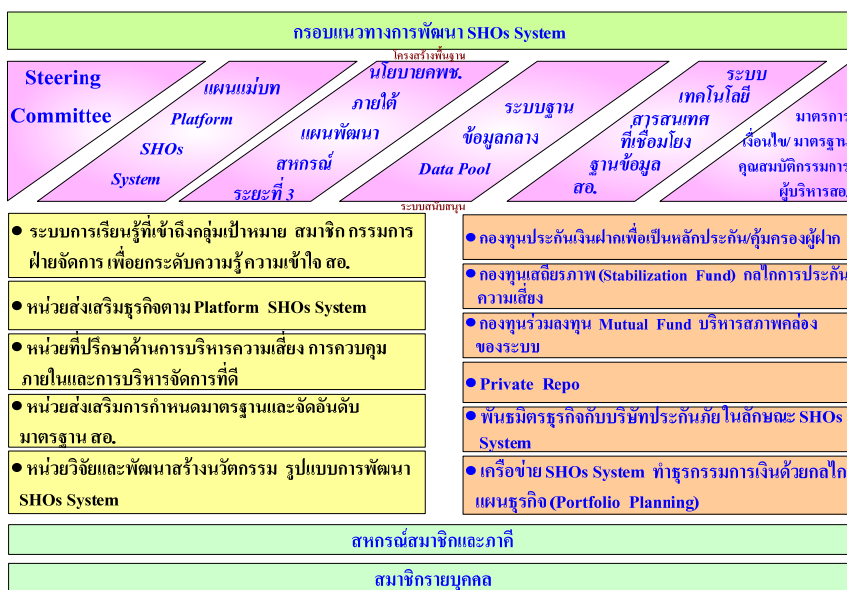 กรอบแนวทางการพัฒนา SHOs System
โครงสร้างพื้นฐาน
Steering
Committee
แผนแม่บท
Platform
SHOs
System
นโยบายคพช.
ภายใต้
แผนพัฒนา
สหกรณ์
ระยะที่ 3
ระบบฐาน
ข้อมูลกลาง
Data Pool
ระบบ
เทคโนโลยี
สารสนเทศ
ที่เชื่อมโยง
ฐานข้อมูล
สอ.
มาตรการ
เงื่อนไข/ มาตรฐาน
คุณสมบัติกรรมการ
ผู้บริหารสอ.
ระบบสนับสนุน
● ระบบการเรียนรู้ที่เข้าถึงกลุ่มเป้าหมาย สมาชิก กรรมการ
ฝ่ายจัดการ เพื่อยกระดับความรู้ ความเข้าใจ สอ.
● หน่วยส่งเสริมธุรกิจตาม Platform SHOs System
● หน่วยที่ปรึกษาด้านการบริหารความเสี่ยง การควบคุม
ภายในและการบริหารจัดการที่ดี
● หน่วยส่งเสริมการกำหนดมาตรฐานและจัดอันดับ
มาตรฐาน สอ.
● หน่วยวิจัยและพัฒนาสร้างนวัตกรรม รูปแบบการพัฒนา
SHOs System
● กองทุนประกันเงินฝากเพื่อเป็นหลักประกัน/คุ้มครองผู้ฝาก
● กองทุนเสถียรภาพ (Stabilization Fund) กลไกการประกัน
ความเสี่ยง
● กองทุนร่วมลงทุน Mutual Fund บริหารสภาพคล่อง
ของระบบ
● Private Repo
● พันธมิตรธุรกิจกับบริษัทประกันภัยในลักษณะ SHOs
System
● เครือข่าย SHOs System ทำธุรกรรมการเงินด้วยกลไก
แผนธุรกิจ (Portfolio Planning)
สหกรณ์สมาชิกและภาคี
สมาชิกรายบุคคล